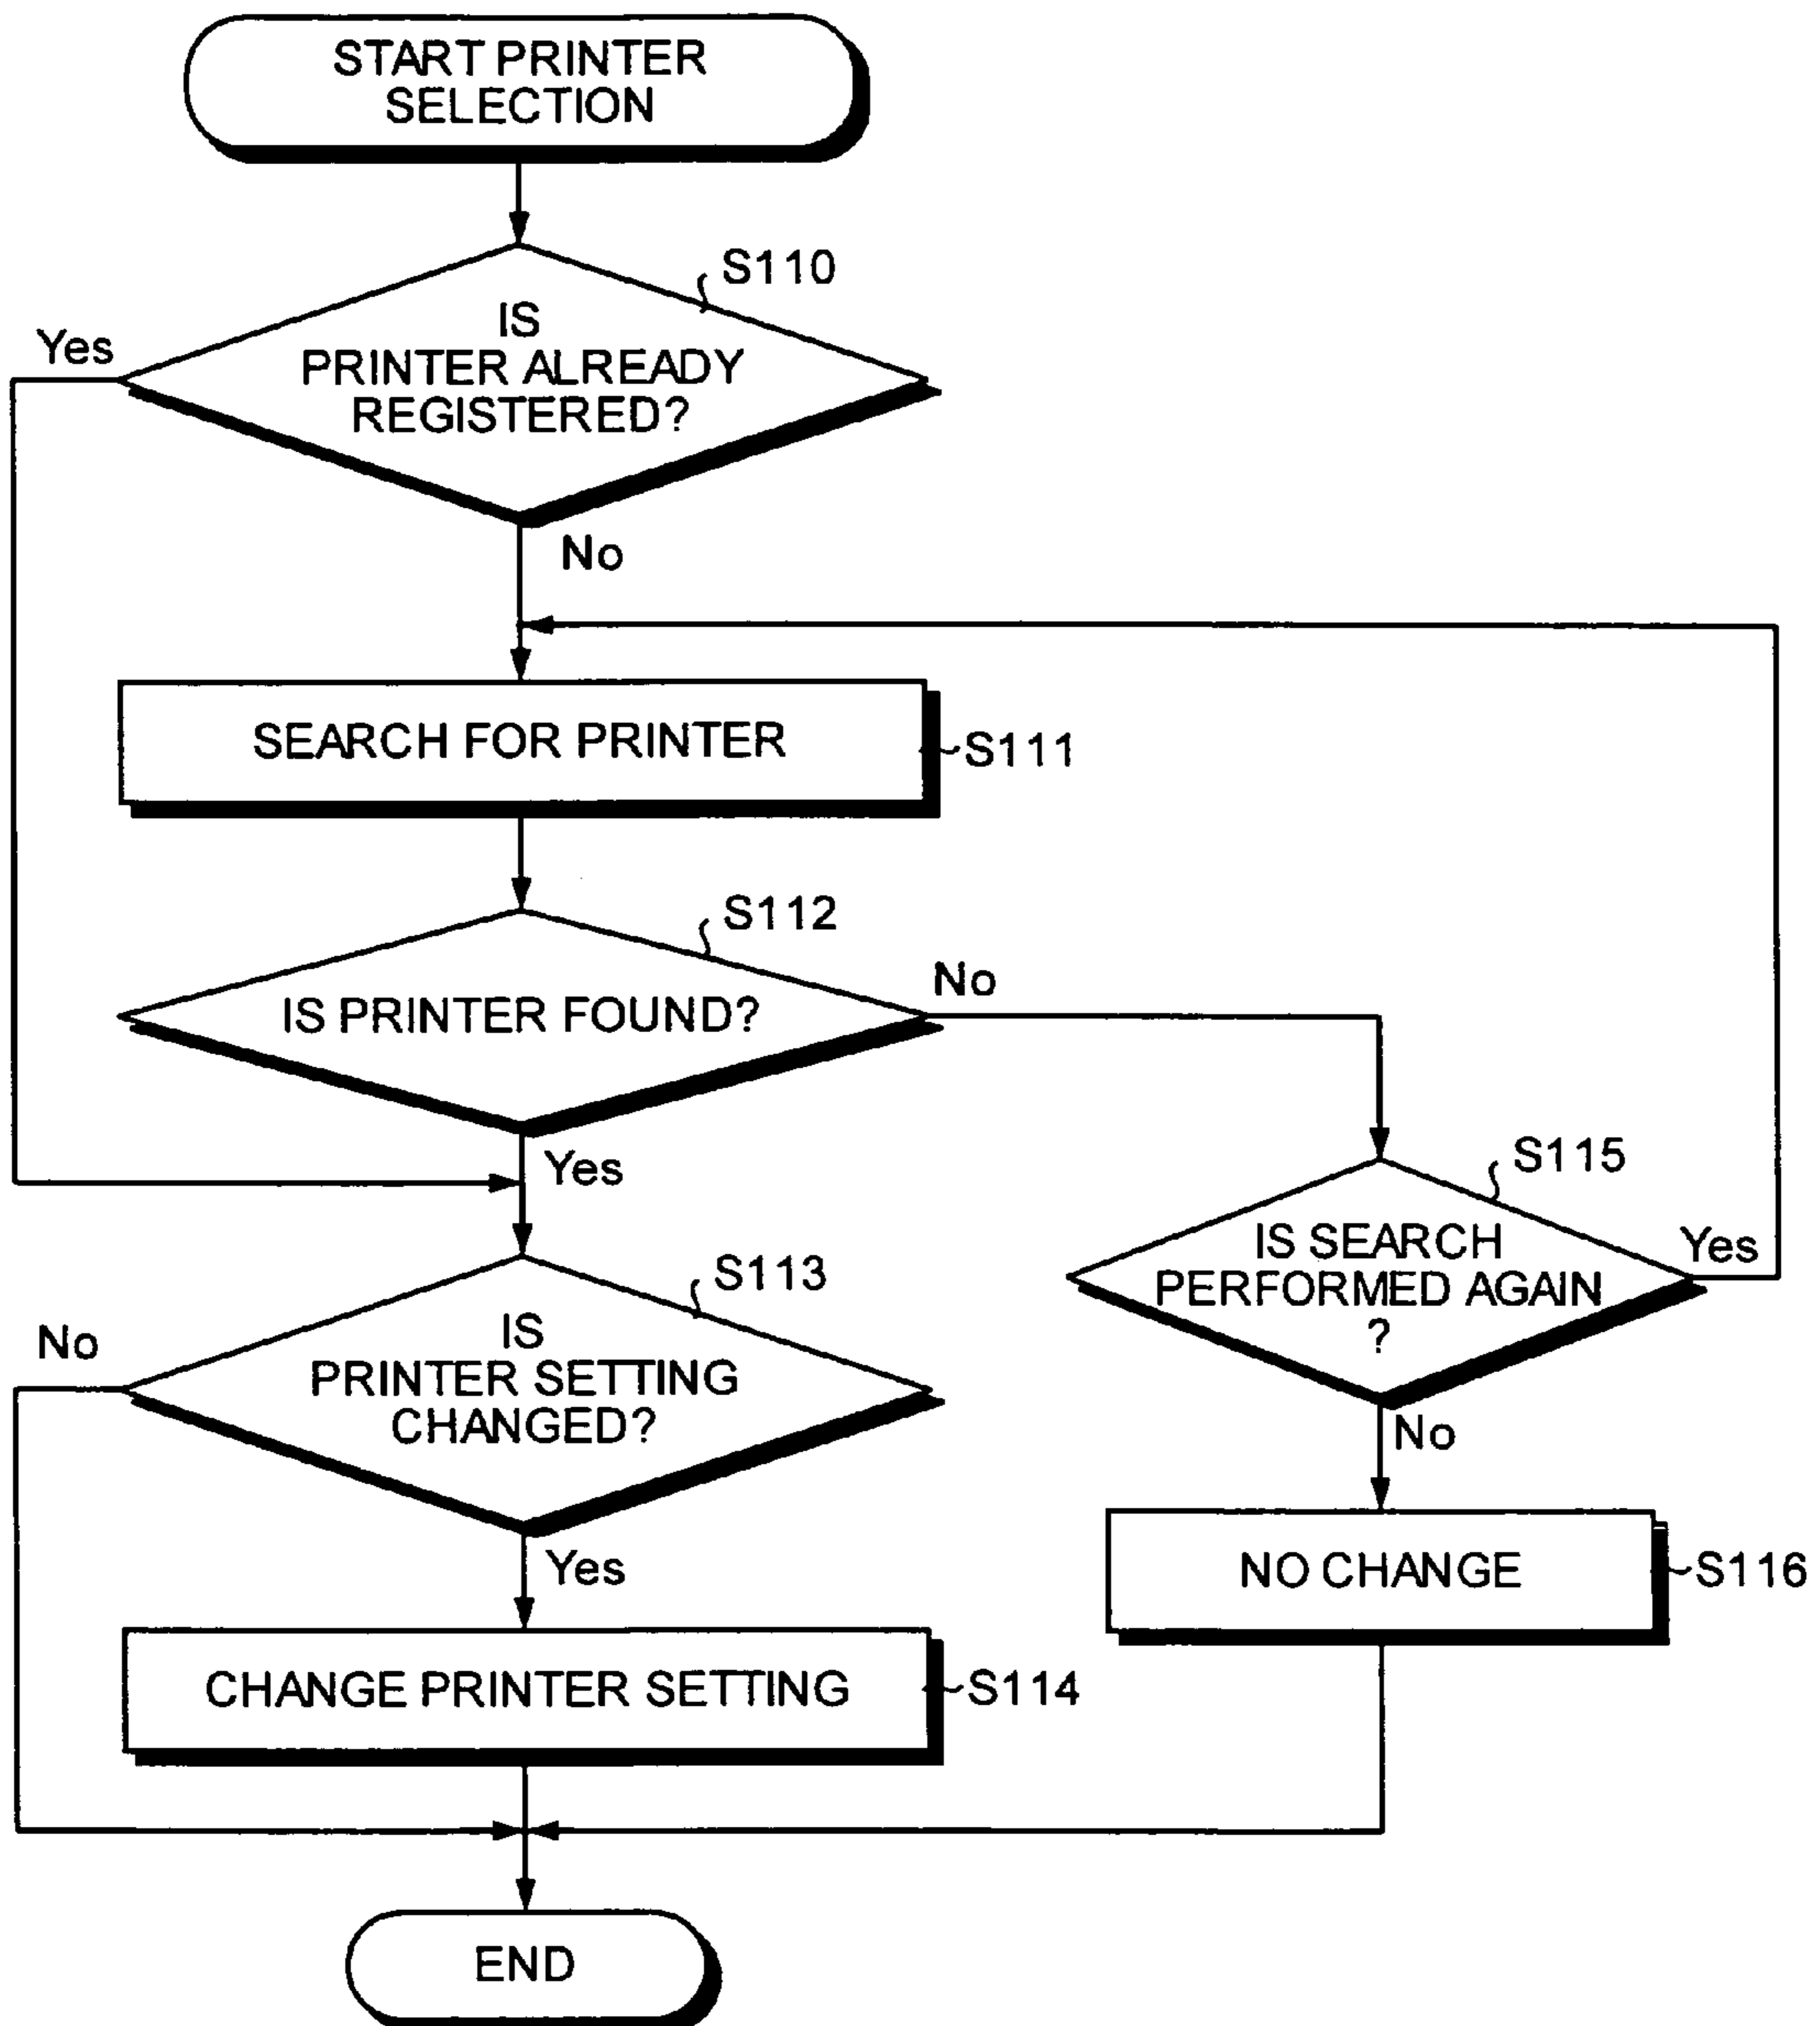 START PRINTER
SELECTION
S110
IS
PRINTER ALREADY
REGISTERED?
Yes
No
SEARCH FOR PRINTER
S111
S112
IS PRINTER FOUND?
No
Yes
S115
IS SEARCH
PERFORMED AGAIN
?
Yes
No
S113
IS
PRINTER SETTING
CHANGED?
No
Yes
NO CHANGE
S116
CHANGE PRINTER SETTING
S114
END